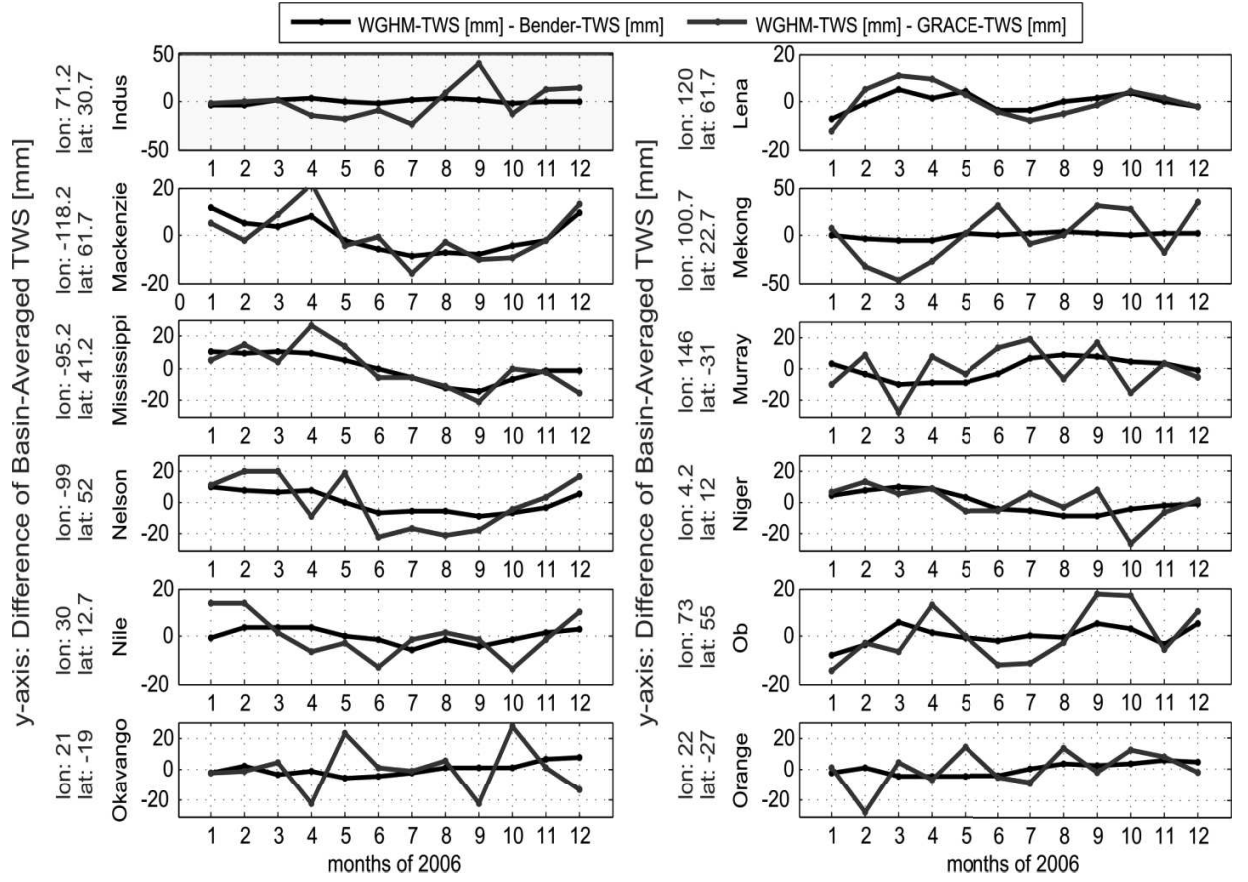 WGHM-TWS [mm] - Bender-TWS [mm]
WGHM-TWS [mm] - GRACE-TWS [mm]
y-axis: Difference of Basin-Averaged TWS [mm]
lon: 71.2
lat: 30.7
Indus
50
0
-50
1 2 3 4 5 6 7 8 9 10 11 12
lon: -118.2
lat: 61.7
Mackenzie
20
0
-20
0 1 2 3 4 5 6 7 8 9 10 11 12
lon: -95.2
lat: 41.2
Mississippi
20
0
-20
1 2 3 4 5 6 7 8 9 10 11 12
lon: -99
lat: 52
Nelson
20
0
-20
1 2 3 4 5 6 7 8 9 10 11 12
lon: 30
lat: 12.7
Nile
20
0
-20
1 2 3 4 5 6 7 8 9 10 11 12
lon: 21
lat: -19
Okavango
20
0
-20
1 2 3 4 5 6 7 8 9 10 11 12
months of 2006
y-axis: Difference of Basin-Averaged TWS [mm]
lon: 120
lat: 61.7
Lena
20
0
-20
1 2 3 4 5 6 7 8 9 10 11 12
lon: 100.7
lat: 22.7
Mekong
50
0
-50
1 2 3 4 5 6 7 8 9 10 11 12
lon: 146
lat: -31
Murray
20
0
-20
1 2 3 4 5 6 7 8 9 10 11 12
lon: 4.2
lat: 12
Niger
20
0
-20
1 2 3 4 5 6 7 8 9 10 11 12
lon: 73
lat: 55
Ob
20
0
-20
1 2 3 4 5 6 7 8 9 10 11 12
lon: 22
lat: -27
Orange
20
0
-20
1 2 3 4 5 6 7 8 9 10 11 12
months of 2006